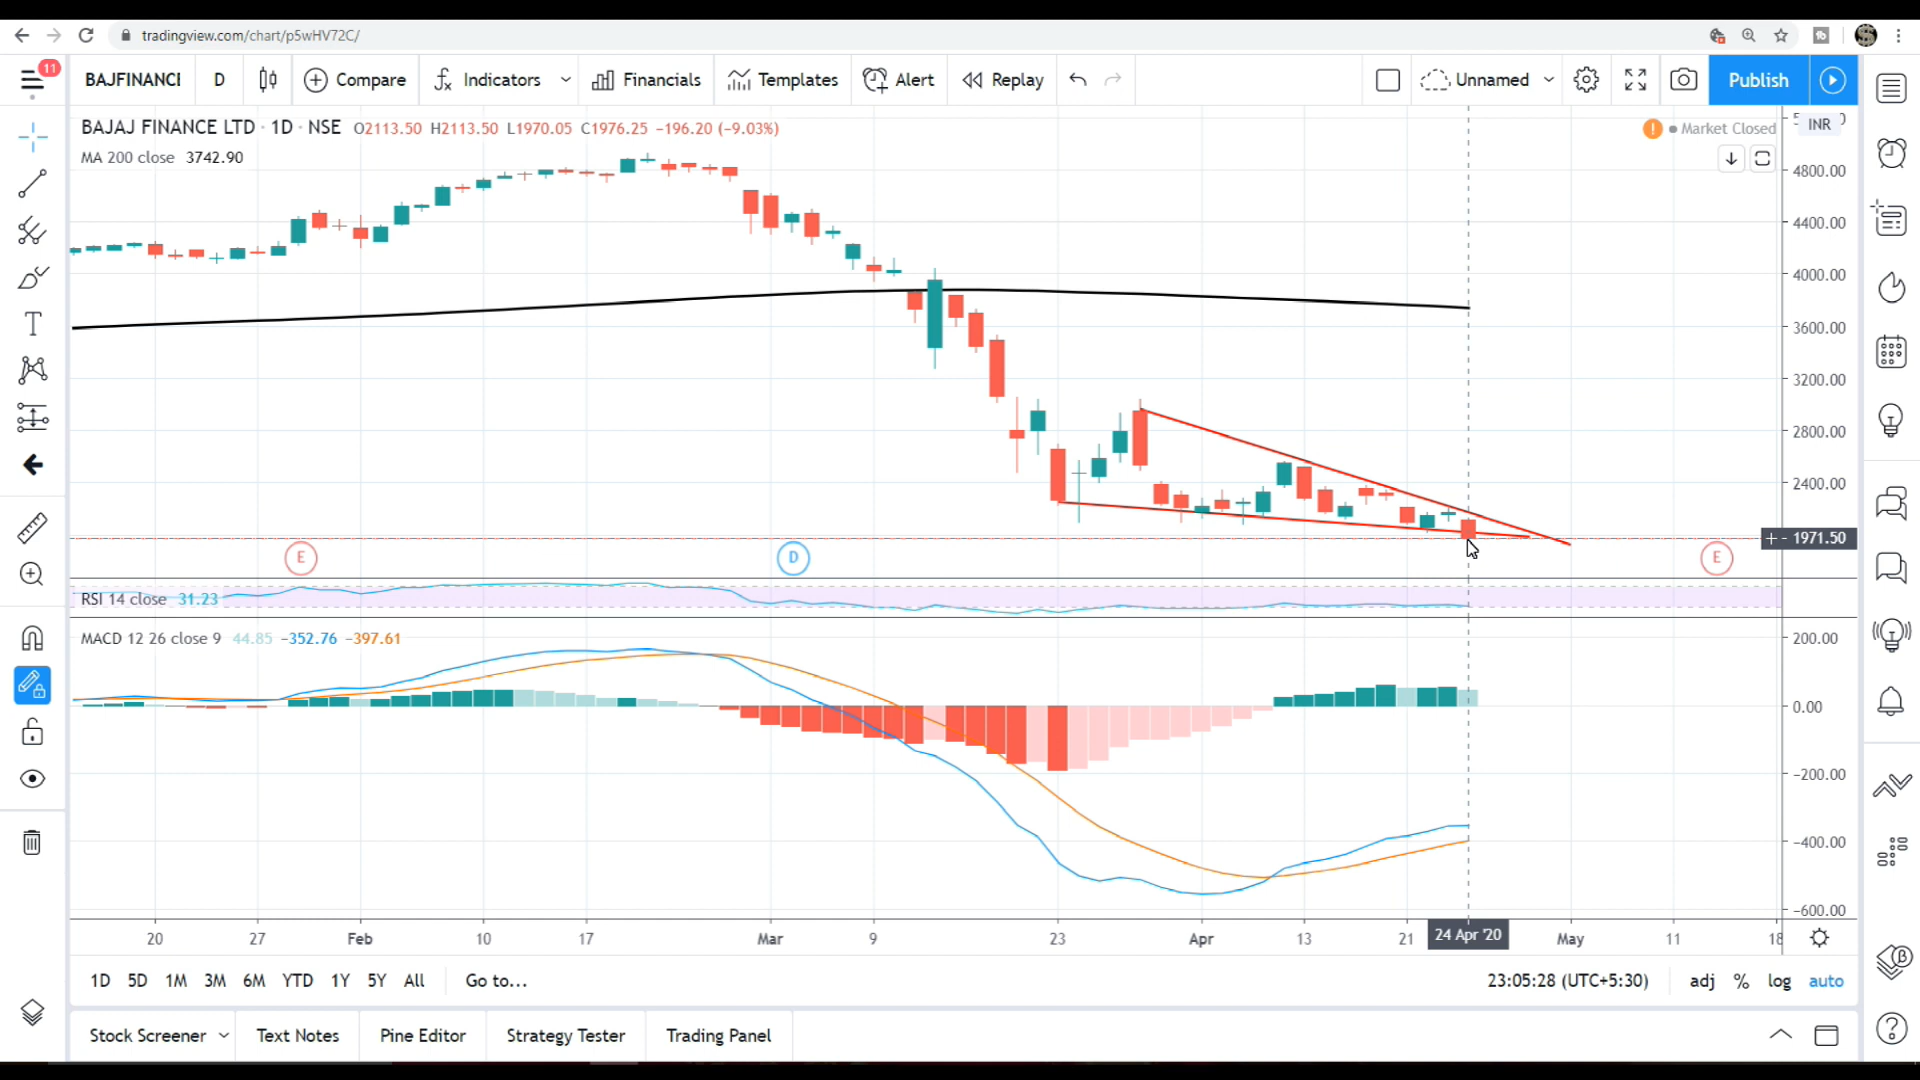 tradingview.com/chart/p5wHV72C/
11
BAJFINANCI D Compare Indicators Financials Templates Alert Replay Unnamed Publish
BAJAJ FINANCE LTD · 1D · NSE O2113.50 H2113.50 L1970.05 C1976.25 −196.20 (−9.03%)
Market Closed
INR
MA 200 close 3742.90
4800.00
4400.00
4000.00
3600.00
3200.00
2800.00
2400.00
1971.50
E D E
RSI 14 close 31.23
MACD 12 26 close 9 44.85 −352.76 −397.61
200.00
0.00
−200.00
−400.00
−600.00
20 27 Feb 10 17 Mar 9 23 Apr 13 21 24 Apr '20 May 11 18
1D 5D 1M 3M 6M YTD 1Y 5Y All Go to... 23:05:28 (UTC+5:30) adj % log auto
Stock Screener Text Notes Pine Editor Strategy Tester Trading Panel